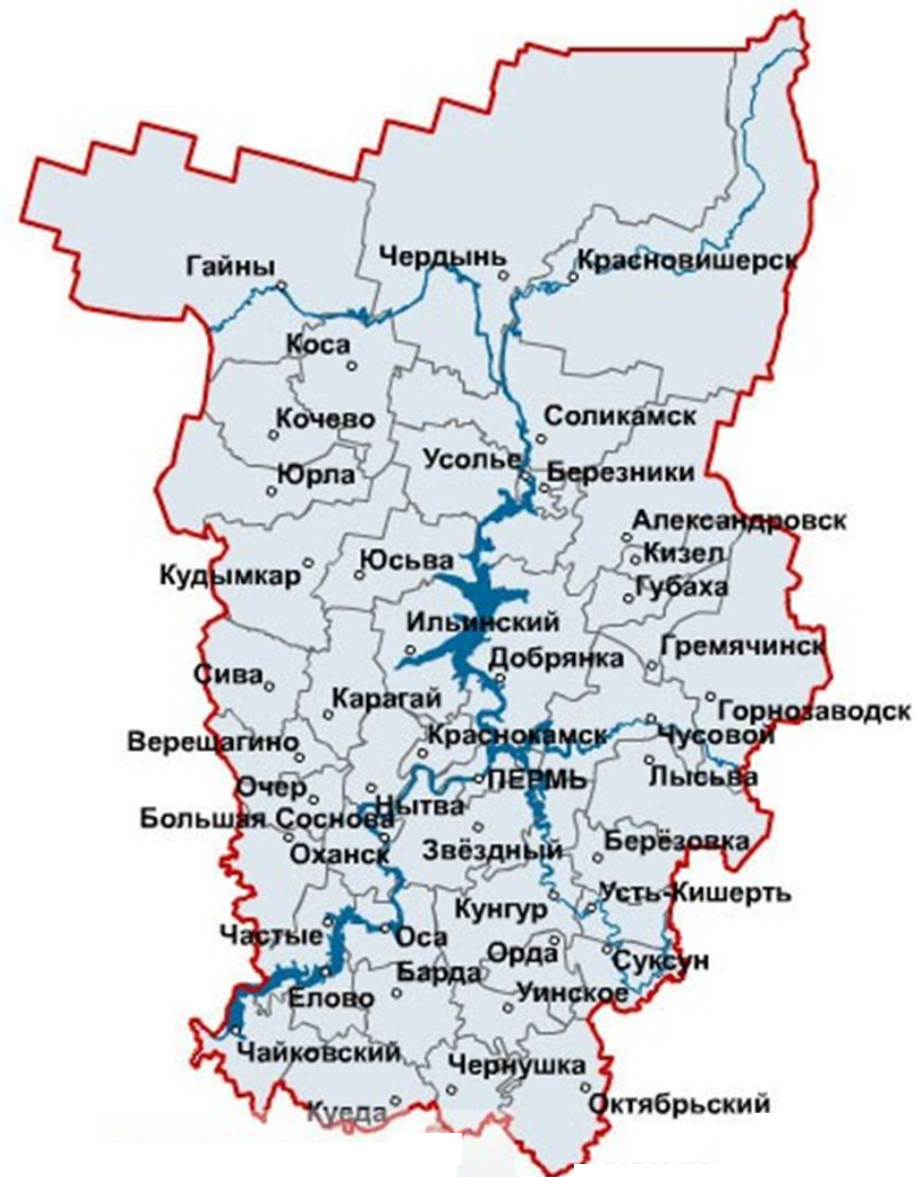 Гайны
Чердынь
Красновишерск
Коса
Кочево
Соликамск
Усолье
Юрла
Березники
Александровск
Кизел
Юсьва
Кудымкар
Губаха
Ильинский
Гремячинск
Добрянка
Сива
Карагай
Горнозаводск
Краснокамск
Чусовой
Верещагино
ПЕРМЬ
Лысьва
Очер
Нытва
Большая Соснова
Звёздный
Берёзовка
Оханск
Усть-Кишерть
Кунгур
Частые
Оса
Орда
Суксун
Барда
Елово
Уинское
Чайковский
Чернушка
Куеда
Октябрьский